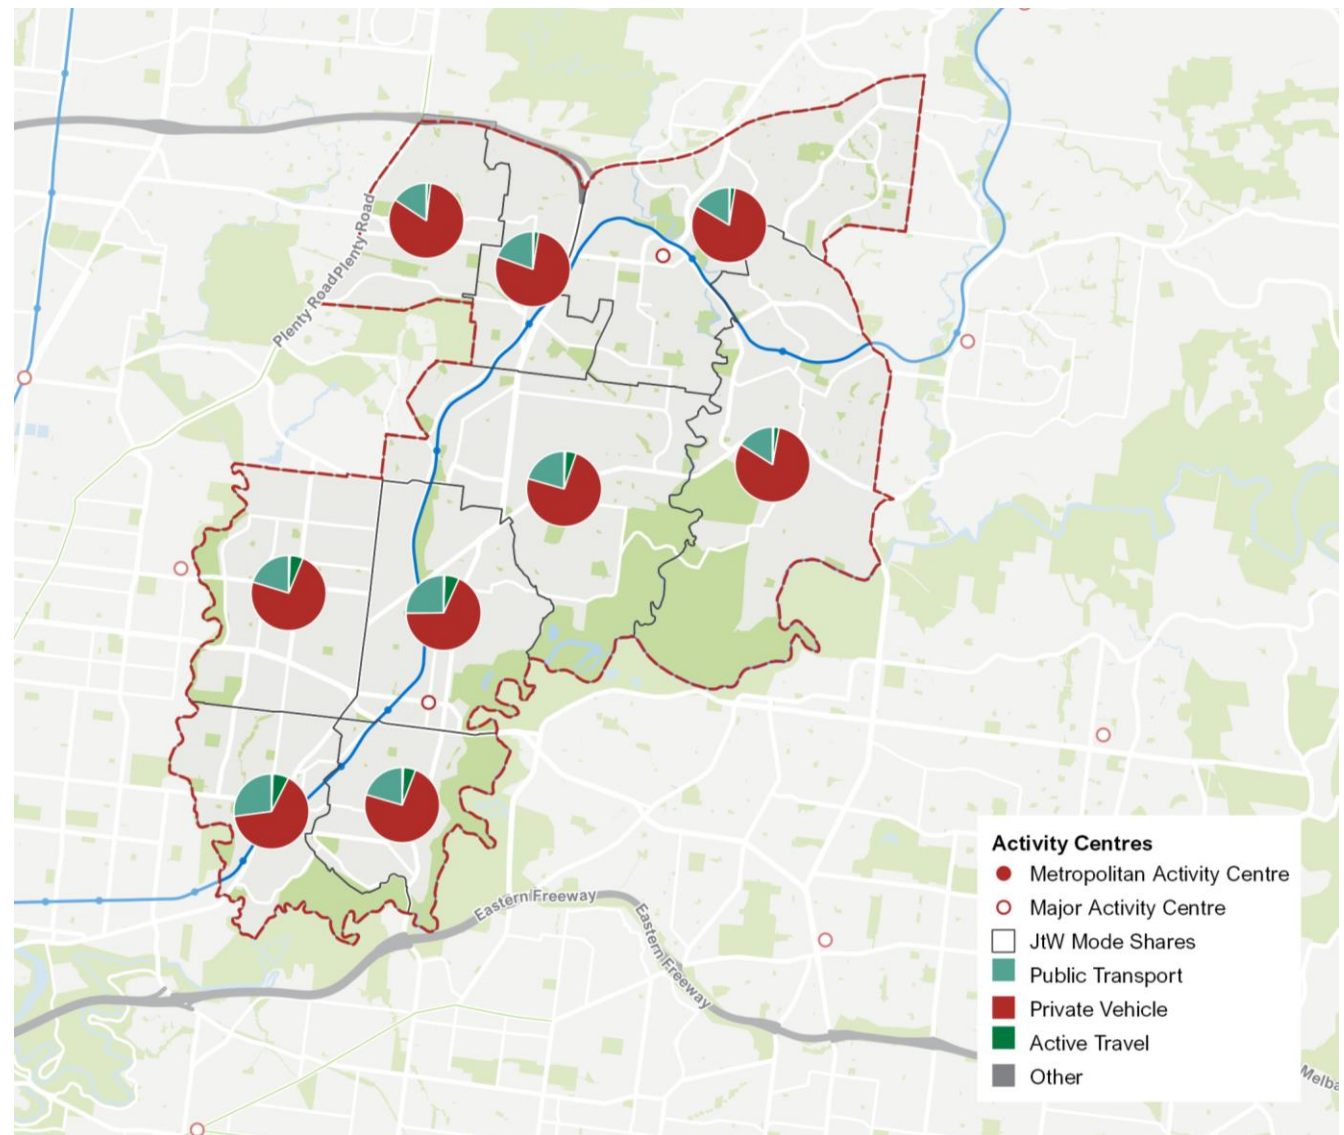 Plenty Road
Plenty Road
Eastern Freeway
Eastern Freeway
Activity Centres
Metropolitan Activity Centre
Major Activity Centre
JtW Mode Shares
Public Transport
Private Vehicle
Active Travel
Other
Melba